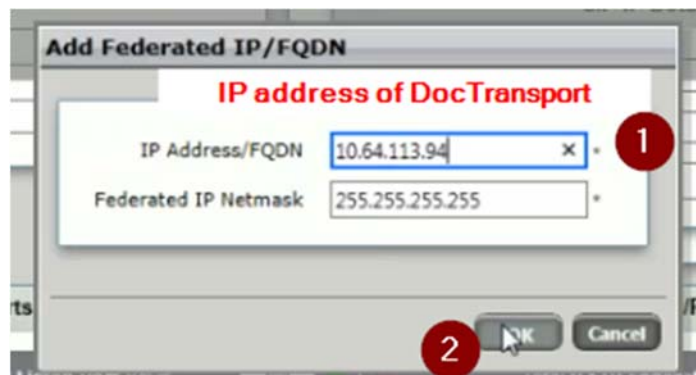 Add Federated IP/FQDN
IP address of DocTransport
IP Address/FQDN 10.64.113.94 × * 1
Federated IP Netmask 255.255.255.255 *
ts
2 OK Cancel